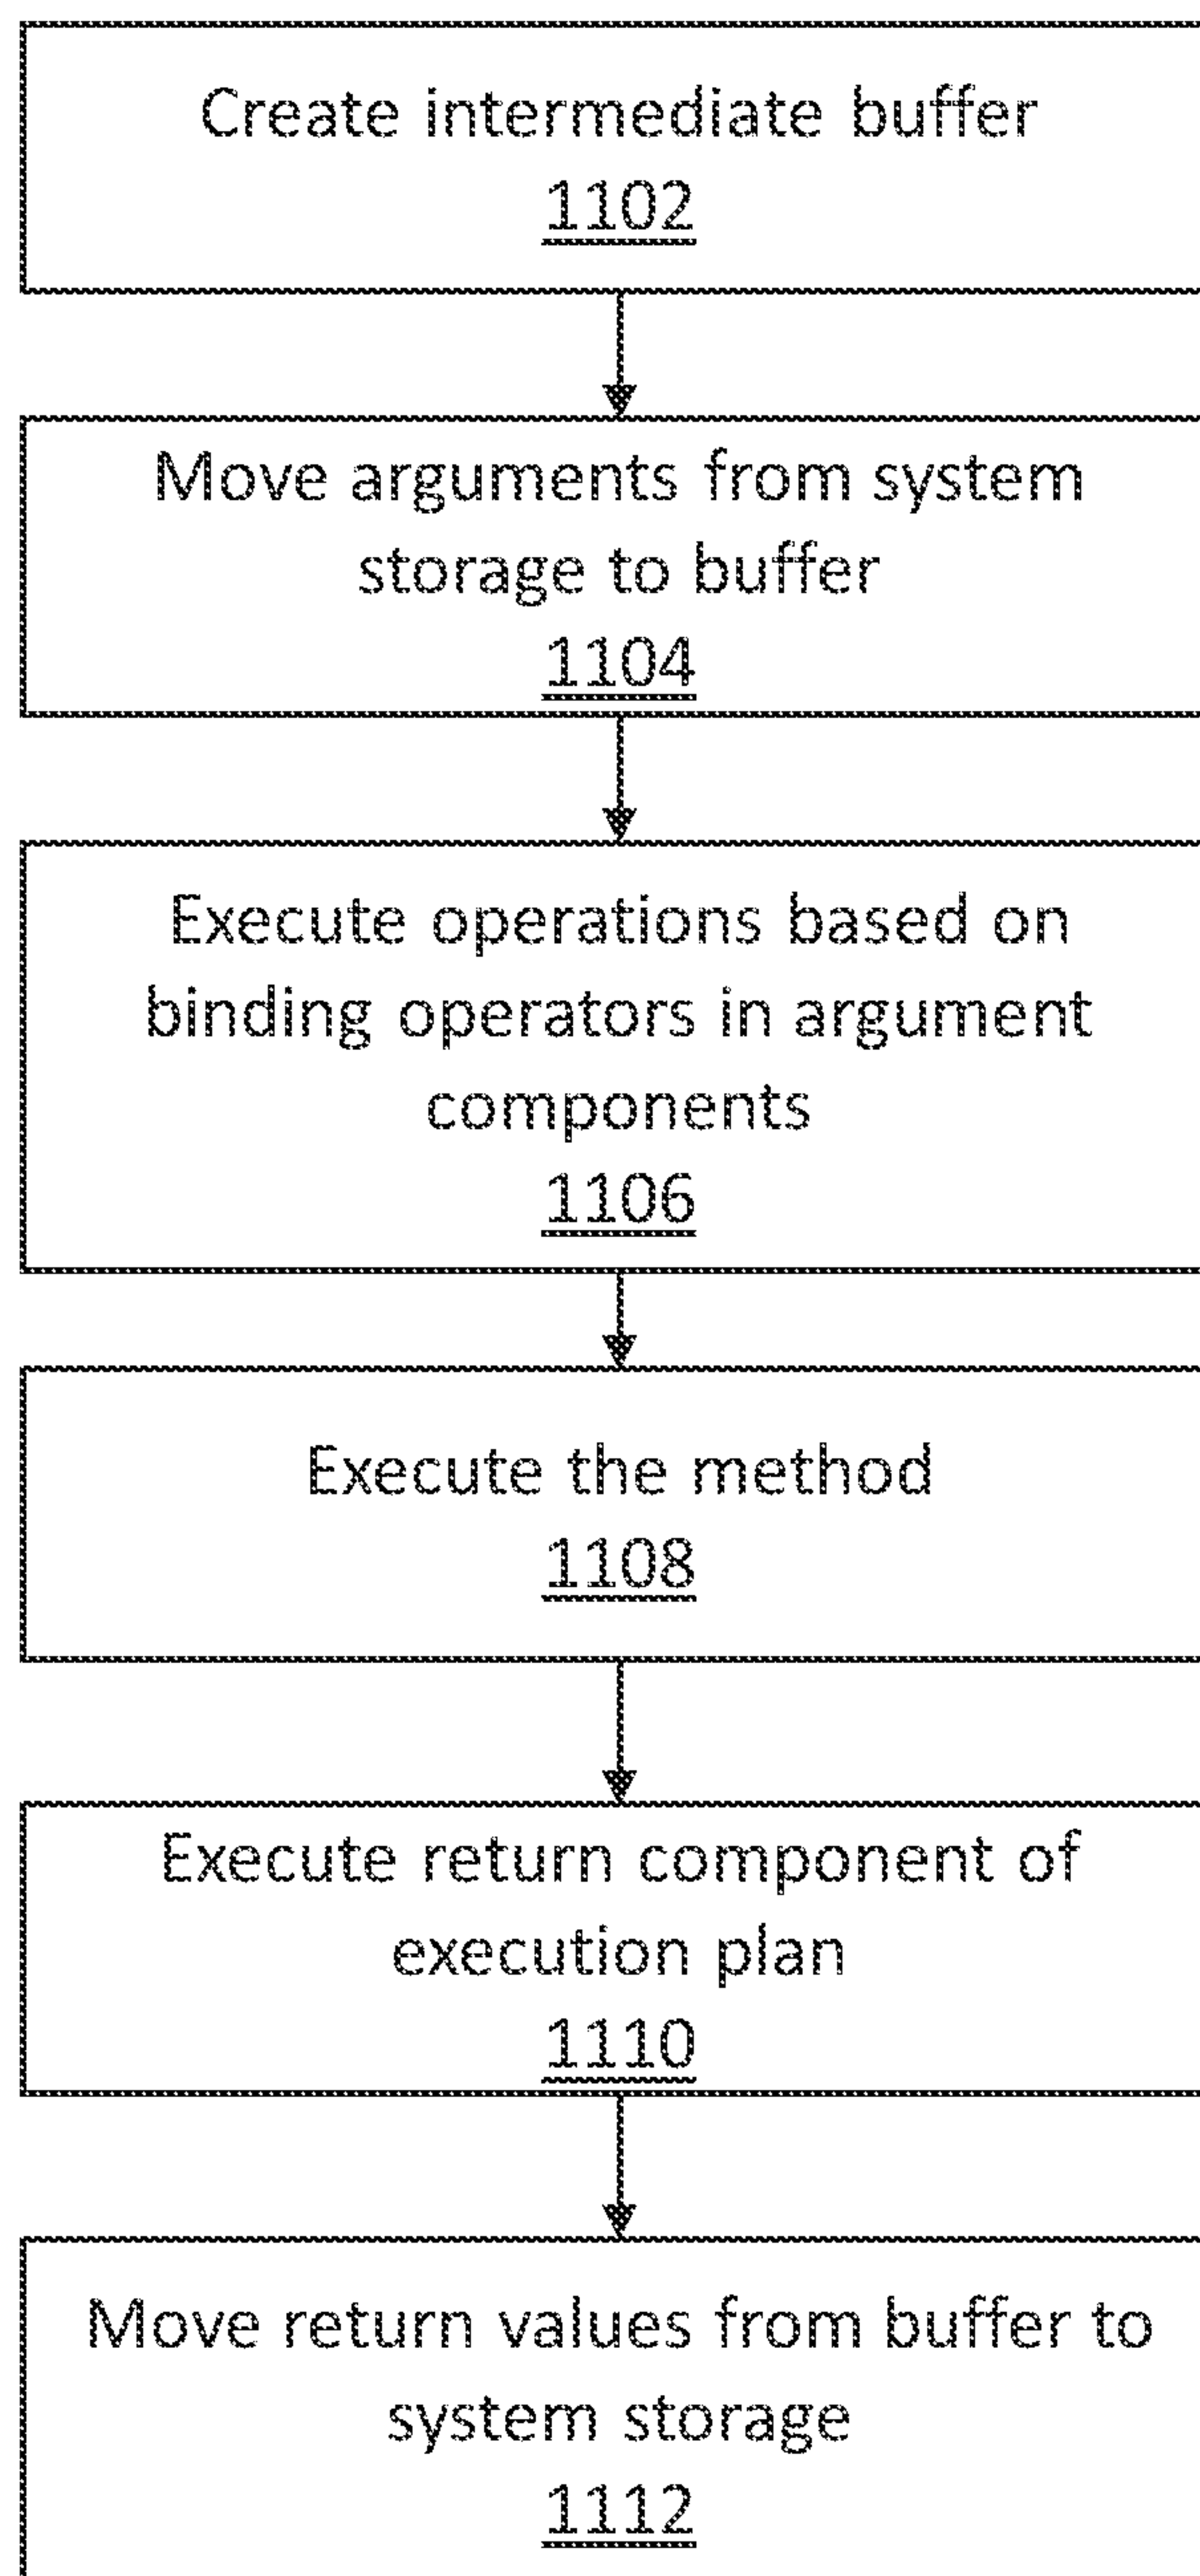 Create intermediate buffer
1102
Move arguments from system
storage to buffer
1104
Execute operations based on
binding operators in argument
components
1106
Execute the method
1108
Execute return component of
execution plan
1110
Move return values from buffer to
system storage
1112